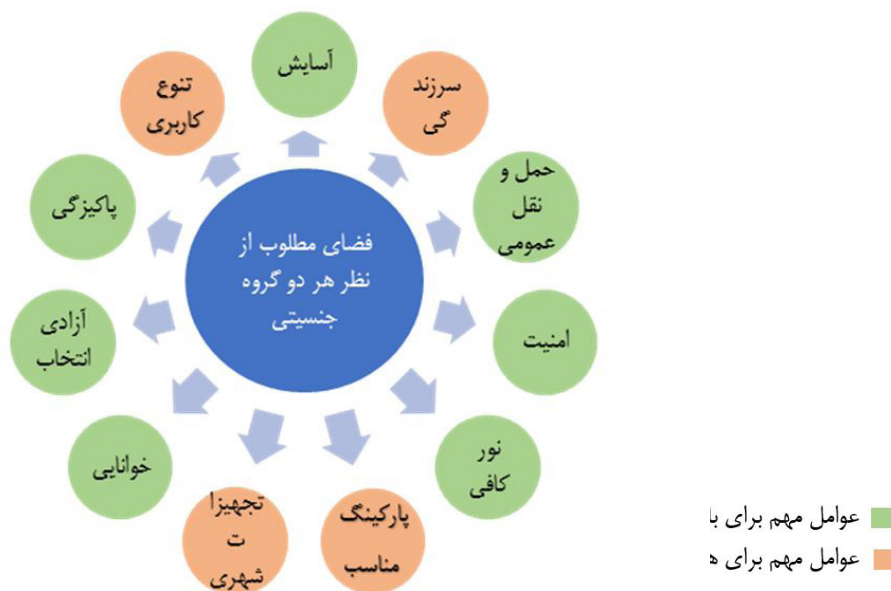 آسایش
سرزند
گی
حمل و
نقل
عمومی
امنیت
نور
کافی
پارکینگ
مناسب
تجهیزا
ت
شهری
خوانایی
آزادی
انتخاب
پاکیزگی
تنوع
کاربری
فضای مطلوب از
نظر هر دو گروه
جنسیتی
عوامل مهم برای
عوامل مهم برای